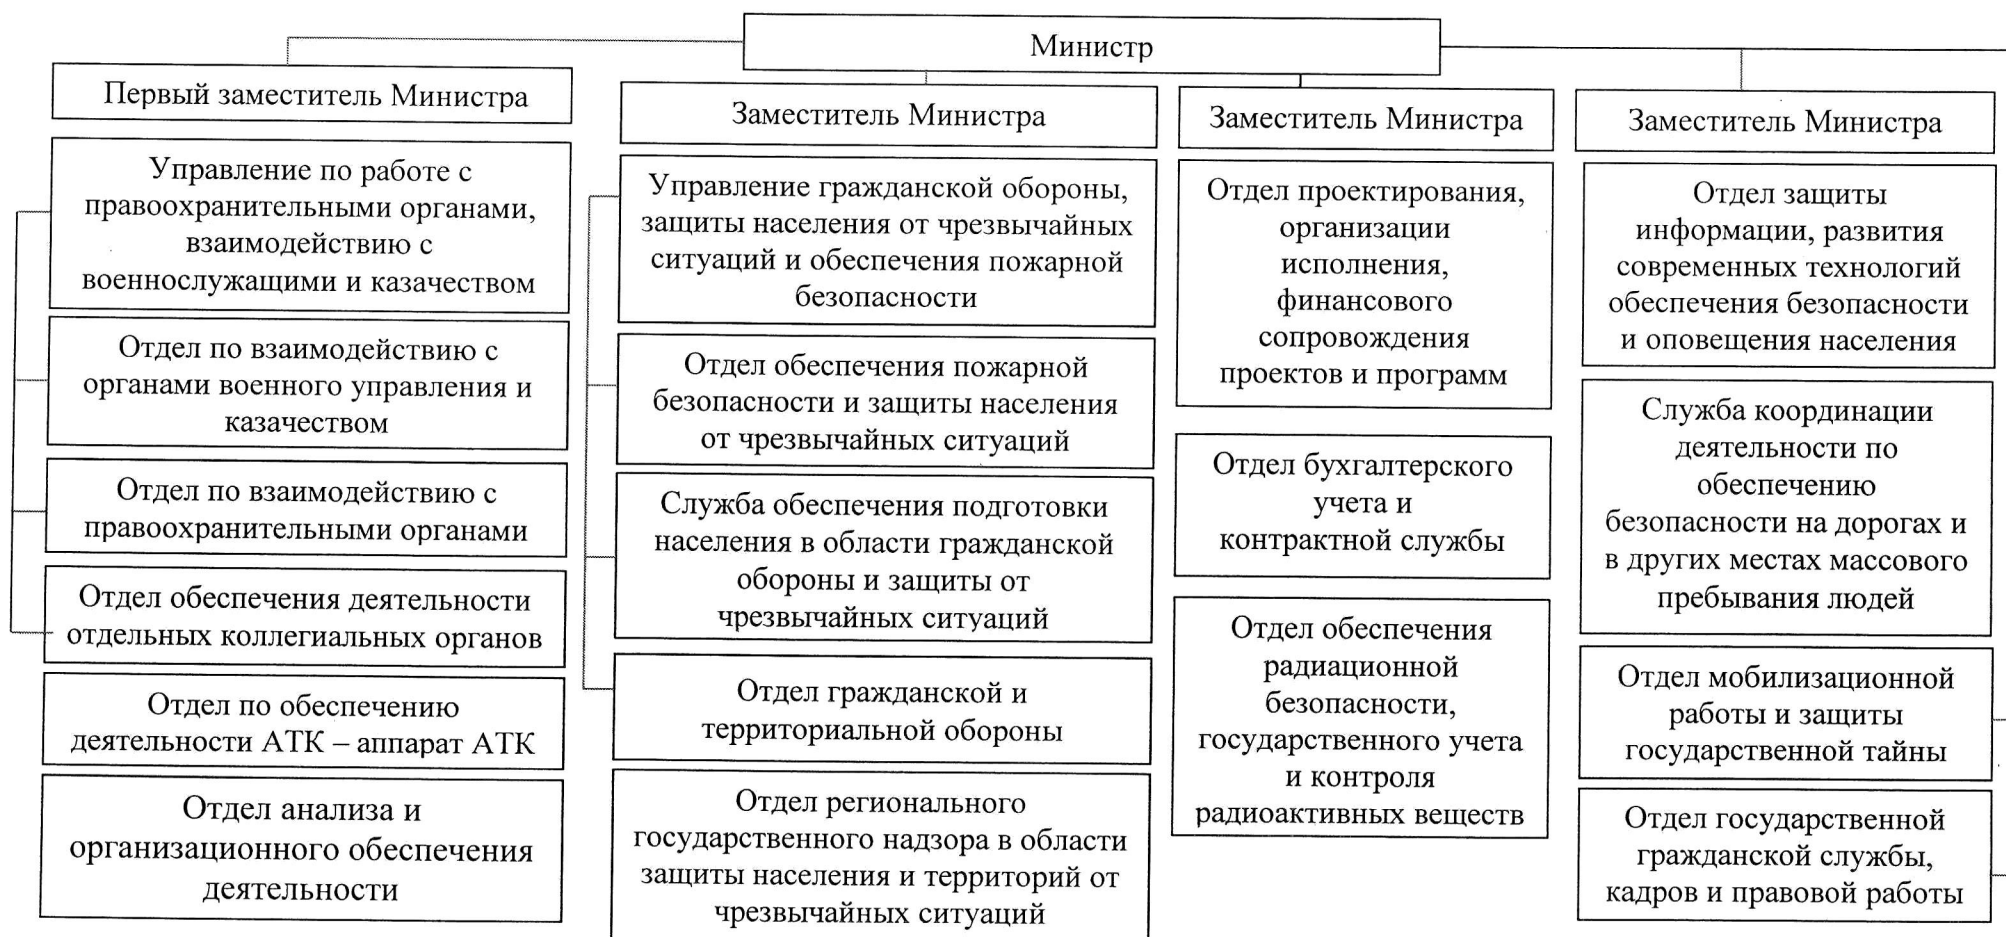 Министр
Первый заместитель Министра
Управление по работе с
правоохранительными органами,
взаимодействию с
военнослужащими и казачеством
Отдел по взаимодействию с
органами военного управления и
казачеством
Отдел по взаимодействию с
правоохранительными органами
Отдел обеспечения деятельности
отдельных коллегиальных органов
Отдел по обеспечению
деятельности АТК – аппарат АТК
Отдел анализа и
организационного обеспечения
деятельности
Заместитель Министра
Управление гражданской обороны,
защиты населения от чрезвычайных
ситуаций и обеспечения пожарной
безопасности
Отдел обеспечения пожарной
безопасности и защиты населения
от чрезвычайных ситуаций
Служба обеспечения подготовки
населения в области гражданской
обороны и защиты от
чрезвычайных ситуаций
Отдел гражданской и
территориальной обороны
Отдел регионального
государственного надзора в области
защиты населения и территорий от
чрезвычайных ситуаций
Заместитель Министра
Отдел проектирования,
организации
исполнения,
финансового
сопровождения
проектов и программ
Отдел бухгалтерского
учета и
контрактной службы
Отдел обеспечения
радиационной
безопасности,
государственного учета
и контроля
радиоактивных веществ
Заместитель Министра
Отдел защиты
информации, развития
современных технологий
обеспечения безопасности
и оповещения населения
Служба координации
деятельности по
обеспечению
безопасности на дорогах и
в других местах массового
пребывания людей
Отдел мобилизационной
работы и защиты
государственной тайны
Отдел государственной
гражданской службы,
кадров и правовой работы